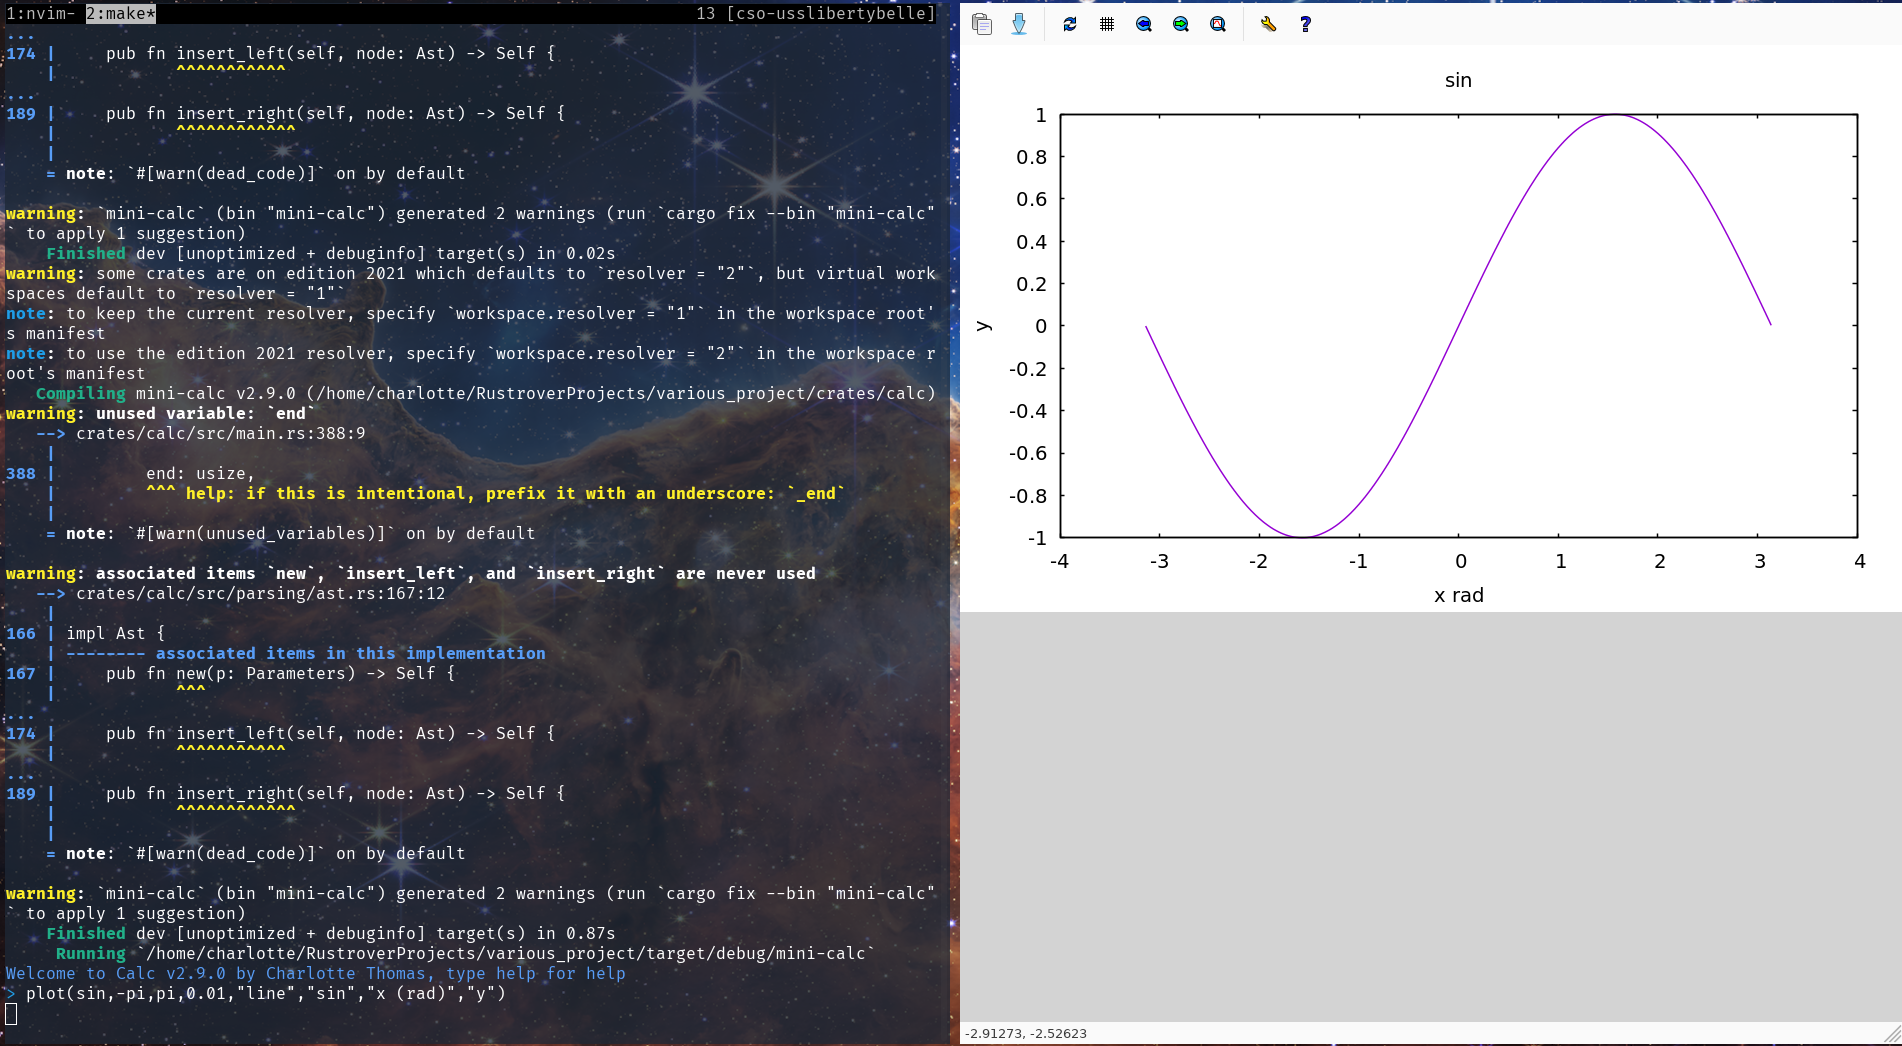 1:nvim- 2:make* 13 [cso-usslibertybelle]
...
174 | pub fn insert_left(self, node: Ast) -> Self {
| ^^^^^^^^^^^
...
189 | pub fn insert_right(self, node: Ast) -> Self {
| ^^^^^^^^^^^^
|
= note: `#[warn(dead_code)]` on by default
warning: `mini-calc` (bin "mini-calc") generated 2 warnings (run `cargo fix --bin "mini-calc"
` to apply 1 suggestion)
Finished dev [unoptimized + debuginfo] target(s) in 0.02s
warning: some crates are on edition 2021 which defaults to `resolver = "2"`, but virtual work
spaces default to `resolver = "1"`
note: to keep the current resolver, specify `workspace.resolver = "1"` in the workspace root'
s manifest
note: to use the edition 2021 resolver, specify `workspace.resolver = "2"` in the workspace r
oot's manifest
Compiling mini-calc v2.9.0 (/home/charlotte/RustroverProjects/various_project/crates/calc)
warning: unused variable: `end`
--> crates/calc/src/main.rs:388:9
|
388 | end: usize,
| ^^^ help: if this is intentional, prefix it with an underscore: `_end`
|
= note: `#[warn(unused_variables)]` on by default
warning: associated items `new`, `insert_left`, and `insert_right` are never used
--> crates/calc/src/parsing/ast.rs:167:12
|
166 | impl Ast {
| -------- associated items in this implementation
167 | pub fn new(p: Parameters) -> Self {
| ^^^
...
174 | pub fn insert_left(self, node: Ast) -> Self {
| ^^^^^^^^^^^
...
189 | pub fn insert_right(self, node: Ast) -> Self {
| ^^^^^^^^^^^^
|
= note: `#[warn(dead_code)]` on by default
warning: `mini-calc` (bin "mini-calc") generated 2 warnings (run `cargo fix --bin "mini-calc"
` to apply 1 suggestion)
Finished dev [unoptimized + debuginfo] target(s) in 0.87s
Running `/home/charlotte/RustroverProjects/various_project/target/debug/mini-calc`
Welcome to Calc v2.9.0 by Charlotte Thomas, type help for help
> plot(sin,-pi,pi,0.01,"line","sin","x (rad)","y")
?
sin
1
0.8
0.6
0.4
0.2
0
-0.2
-0.4
-0.6
-0.8
-1
y
-4 -3 -2 -1 0 1 2 3 4
x rad
-2.91273, -2.52623